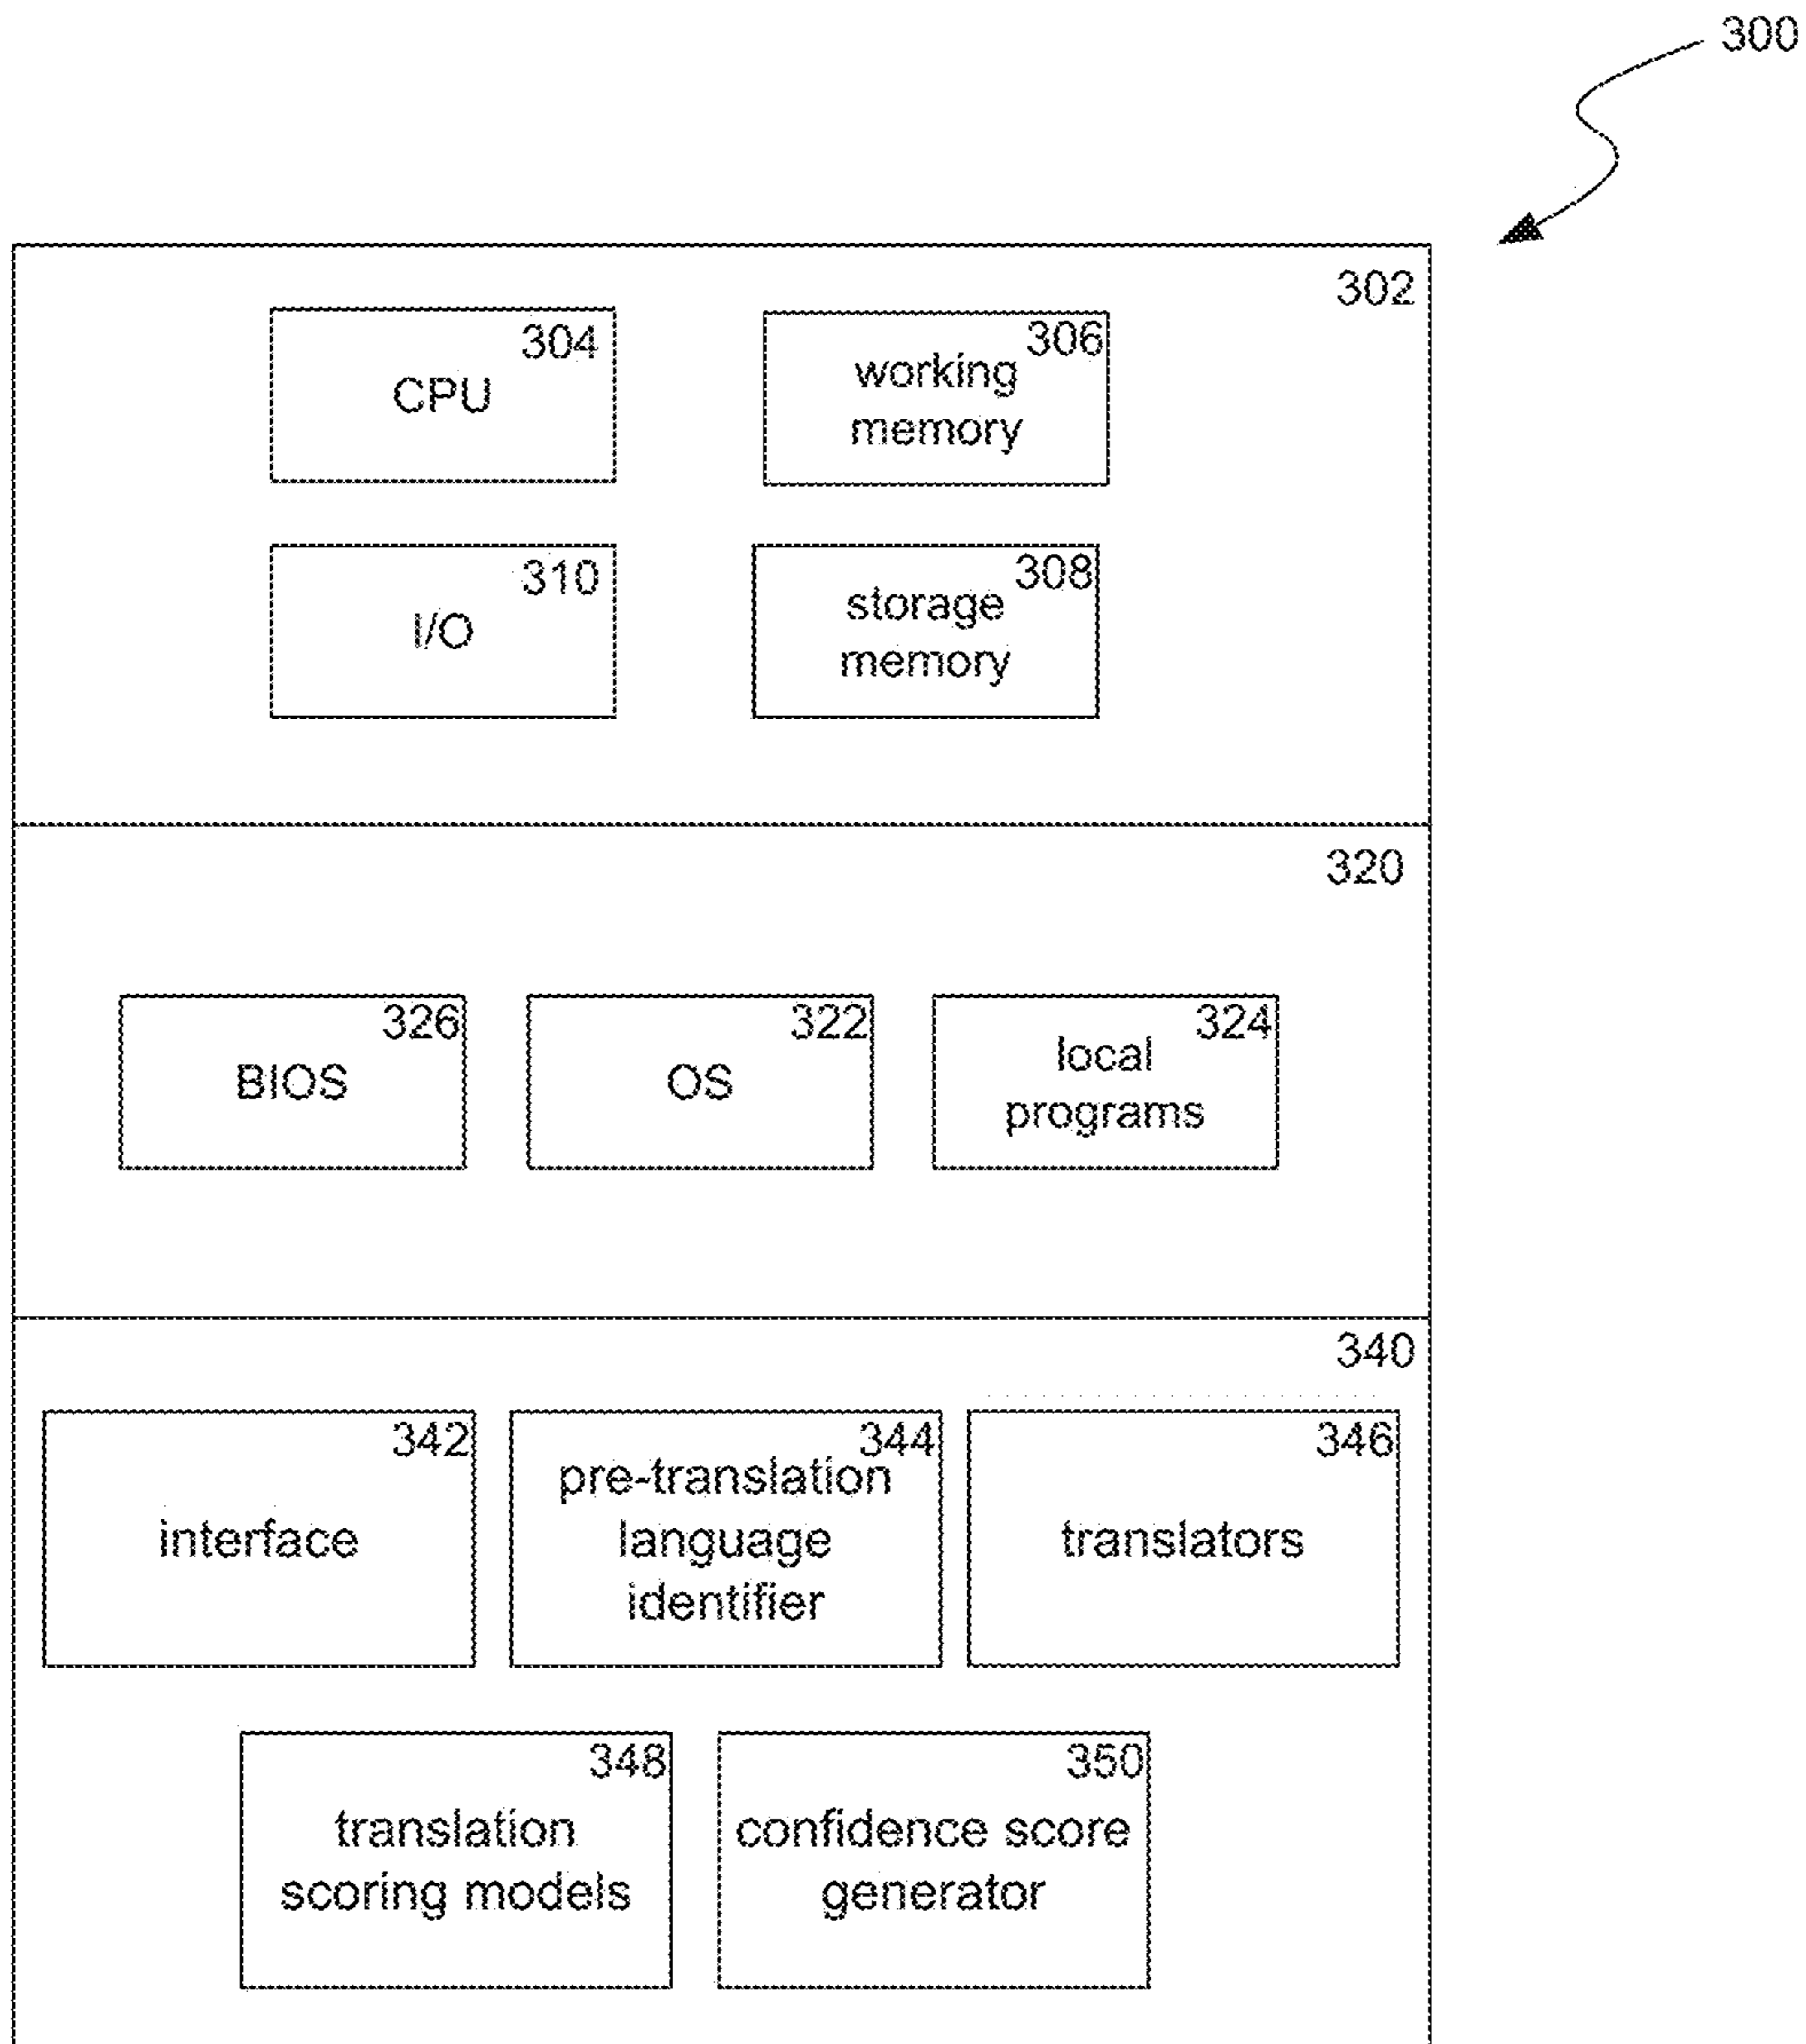 300
302
304
CPU
306
working
memory
310
I/O
308
storage
memory
320
326
BIOS
322
OS
324
local
programs
340
342
interface
344
pre-translation
language
identifier
346
translators
348
translation
scoring models
350
confidence score
generator